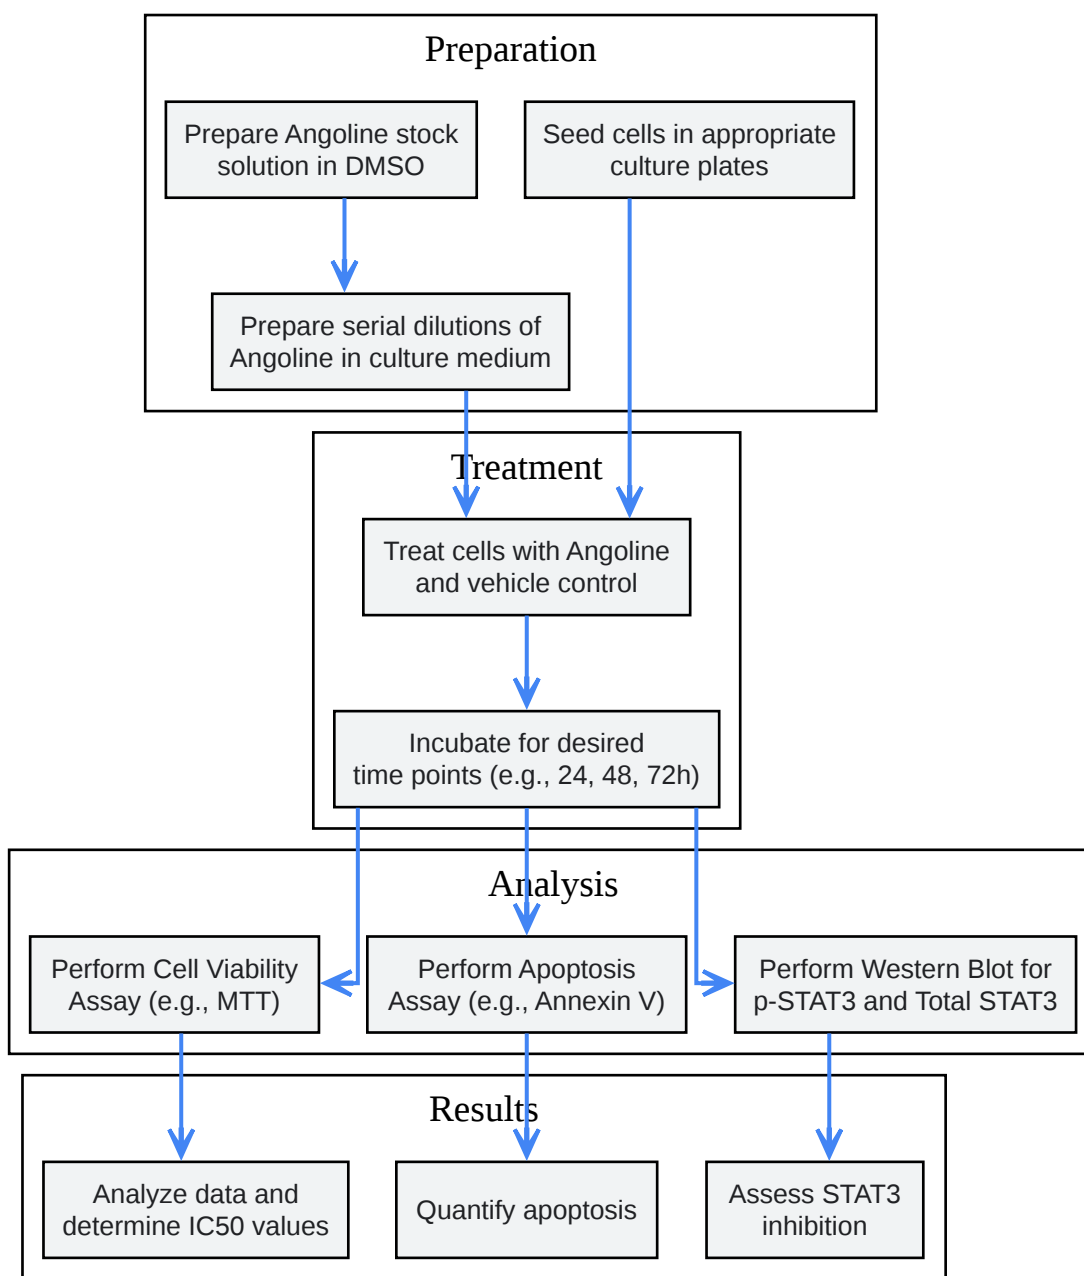 Preparation
Prepare Angoline stock
solution in DMSO
Seed cells in appropriate
culture plates
Prepare serial dilutions of
Angoline in culture medium
Treatment
Treat cells with Angoline
and vehicle control
Incubate for desired
time points (e.g., 24, 48, 72h)
Analysis
Perform Cell Viability
Assay (e.g., MTT)
Perform Apoptosis
Assay (e.g., Annexin V)
Perform Western Blot for
p-STAT3 and Total STAT3
Results
Analyze data and
determine IC50 values
Quantify apoptosis
Assess STAT3
inhibition